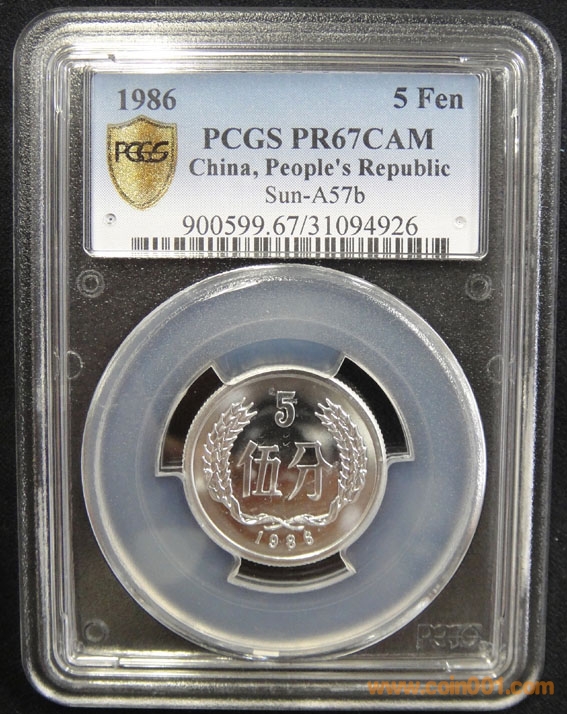 1986 5 Fen
PCGS
PCGS PR67CAM
China, People's Republic
Sun-A57b
900599.67/31094926
5
伍分
1986
PCGS
www.coin001.com